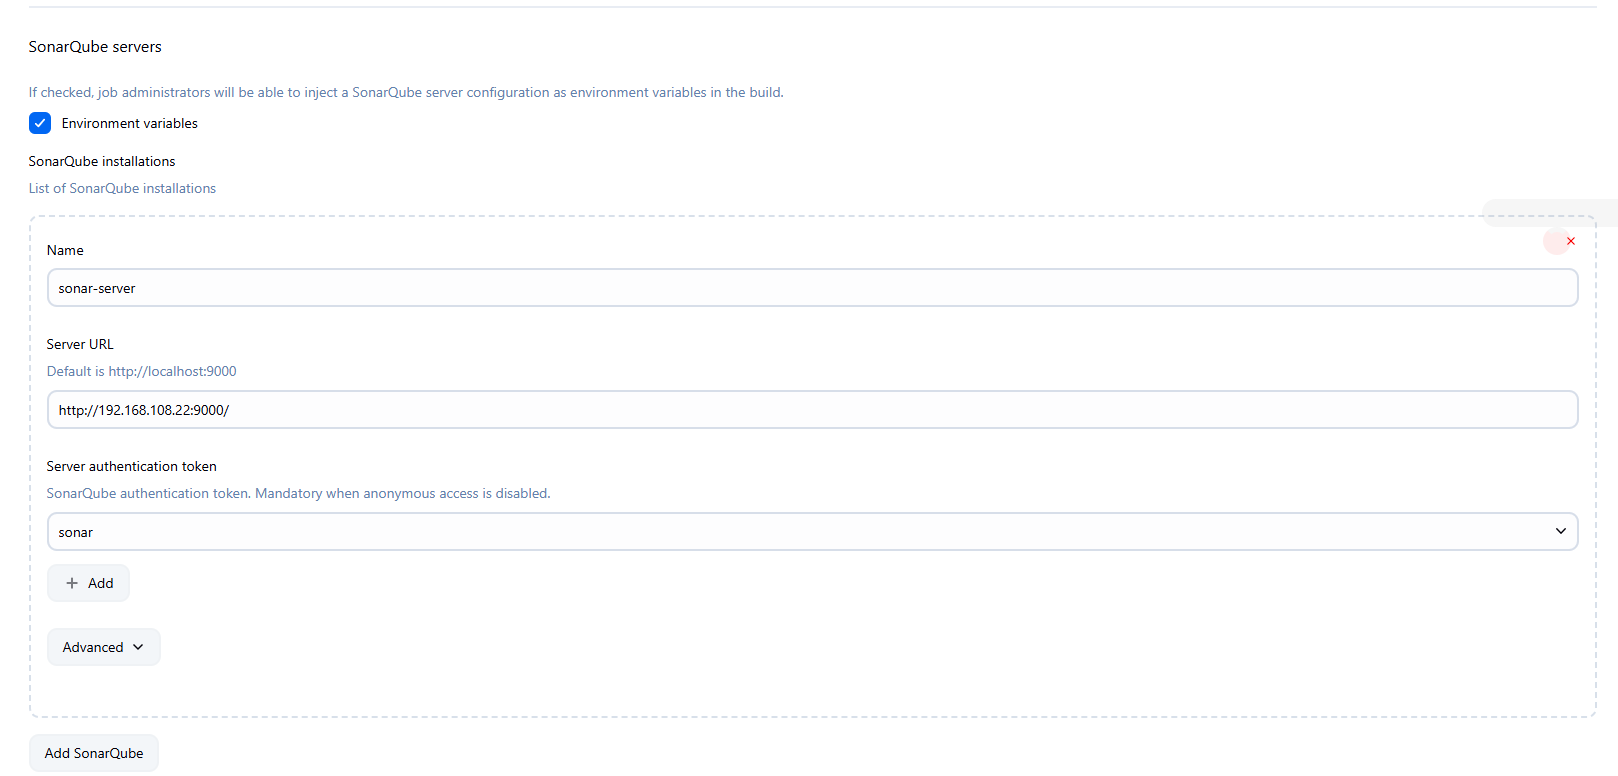 SonarQube servers
If checked, job administrators will be able to inject a SonarQube server configuration as environment variables in the build.
Environment variables
SonarQube installations
List of SonarQube installations
Name
sonar-server
Server URL
Default is http://localhost:9000
http://192.168.108.22:9000/
Server authentication token
SonarQube authentication token. Mandatory when anonymous access is disabled.
sonar
Add
Advanced
Add SonarQube